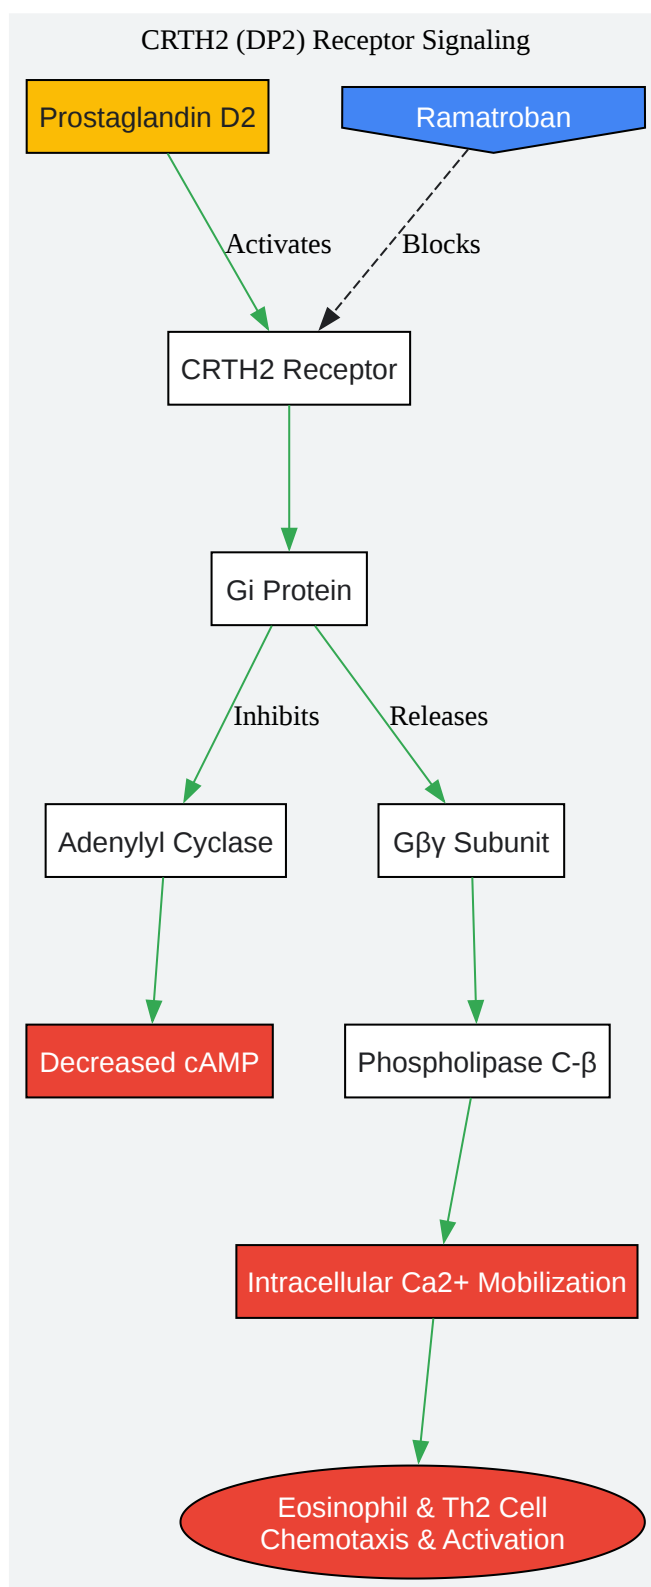 CRTH2 (DP2) Receptor Signaling
Prostaglandin D2
Ramatroban
Activates
Blocks
CRTH2 Receptor
Gi Protein
Inhibits
Releases
Adenylyl Cyclase
Gβγ Subunit
Decreased cAMP
Phospholipase C-β
Intracellular Ca2+ Mobilization
Eosinophil & Th2 Cell
Chemotaxis & Activation